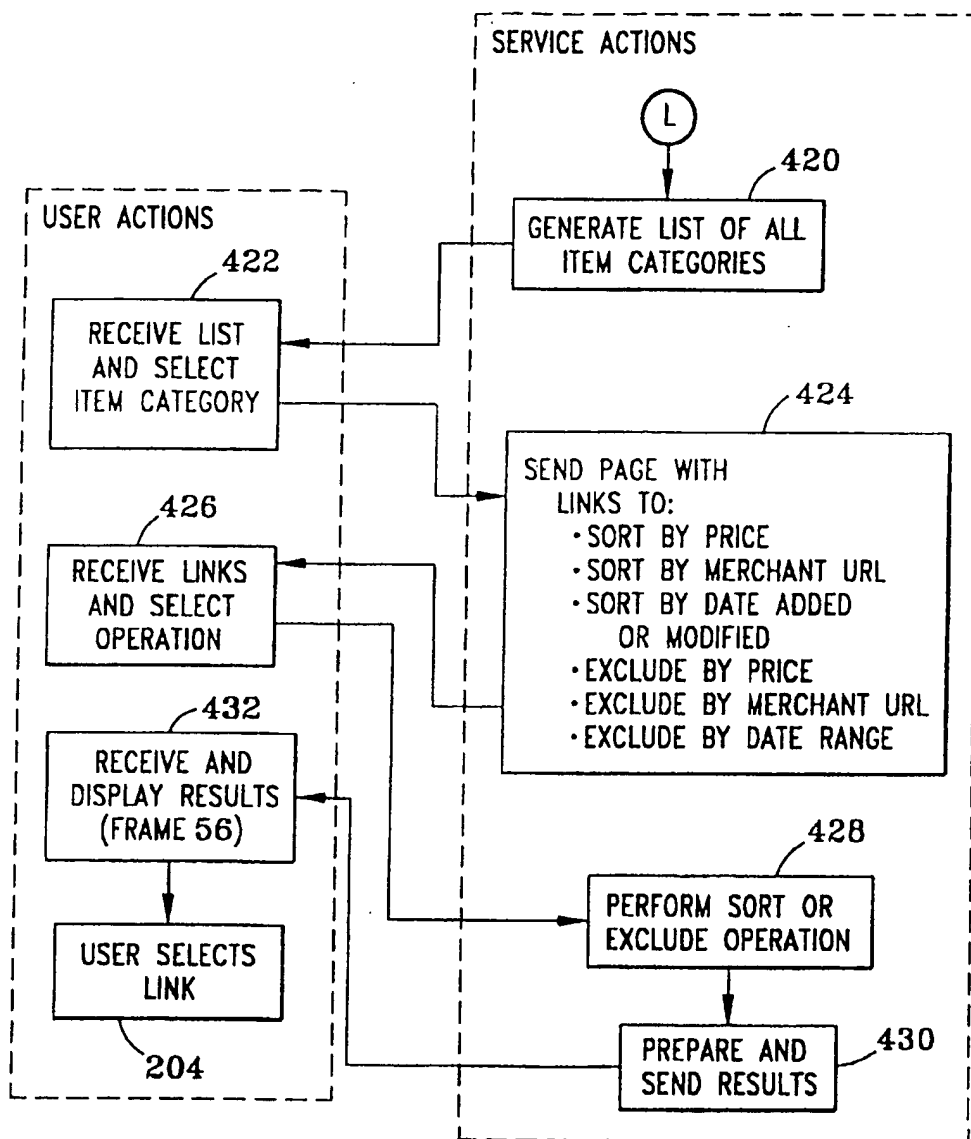 SERVICE ACTIONS
L
420
GENERATE LIST OF ALL
ITEM CATEGORIES
USER ACTIONS
422
RECEIVE LIST
AND SELECT
ITEM CATEGORY
424
SEND PAGE WITH
LINKS TO:
•SORT BY PRICE
•SORT BY MERCHANT URL
•SORT BY DATE ADDED
OR MODIFIED
•EXCLUDE BY PRICE
•EXCLUDE BY MERCHANT URL
•EXCLUDE BY DATE RANGE
426
RECEIVE LINKS
AND SELECT
OPERATION
432
RECEIVE AND
DISPLAY RESULTS
(FRAME 56)
428
PERFORM SORT OR
EXCLUDE OPERATION
USER SELECTS
LINK
204
430
PREPARE AND
SEND RESULTS